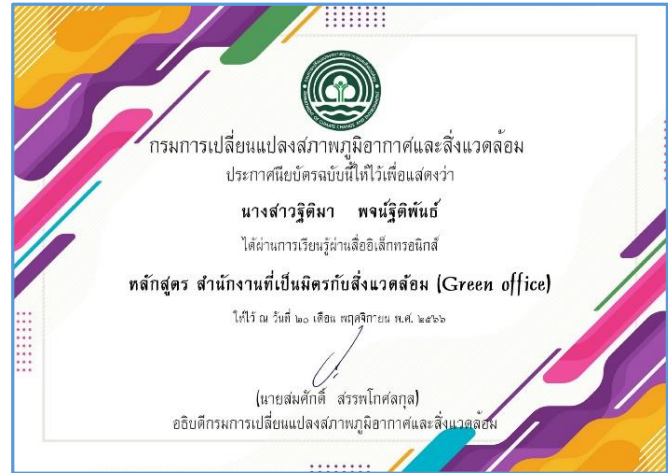 กรมการเปลี่ยนแปลงสภาพภูมิอากาศและสิ่งแวดล้อม
ประกาศนียบัตรฉบับนี้ให้ไว้เพื่อแสดงว่า
นางสาวฐิติมา พจน์ฐิติพันธ์
ได้ผ่านการเรียนรู้ผ่านสื่ออิเล็กทรอนิกส์
หลักสูตร สำนักงานที่เป็นมิตรกับสิ่งแวดล้อม (Green office)
ให้ไว้ ณ วันที่ ๒๐ เดือน พฤศจิกายน พ.ศ. ๒๕๖๖
(นายสมศักดิ์ สรรพโกศลกุล)
อธิบดีกรมการเปลี่ยนแปลงสภาพภูมิอากาศและสิ่งแวดล้อม